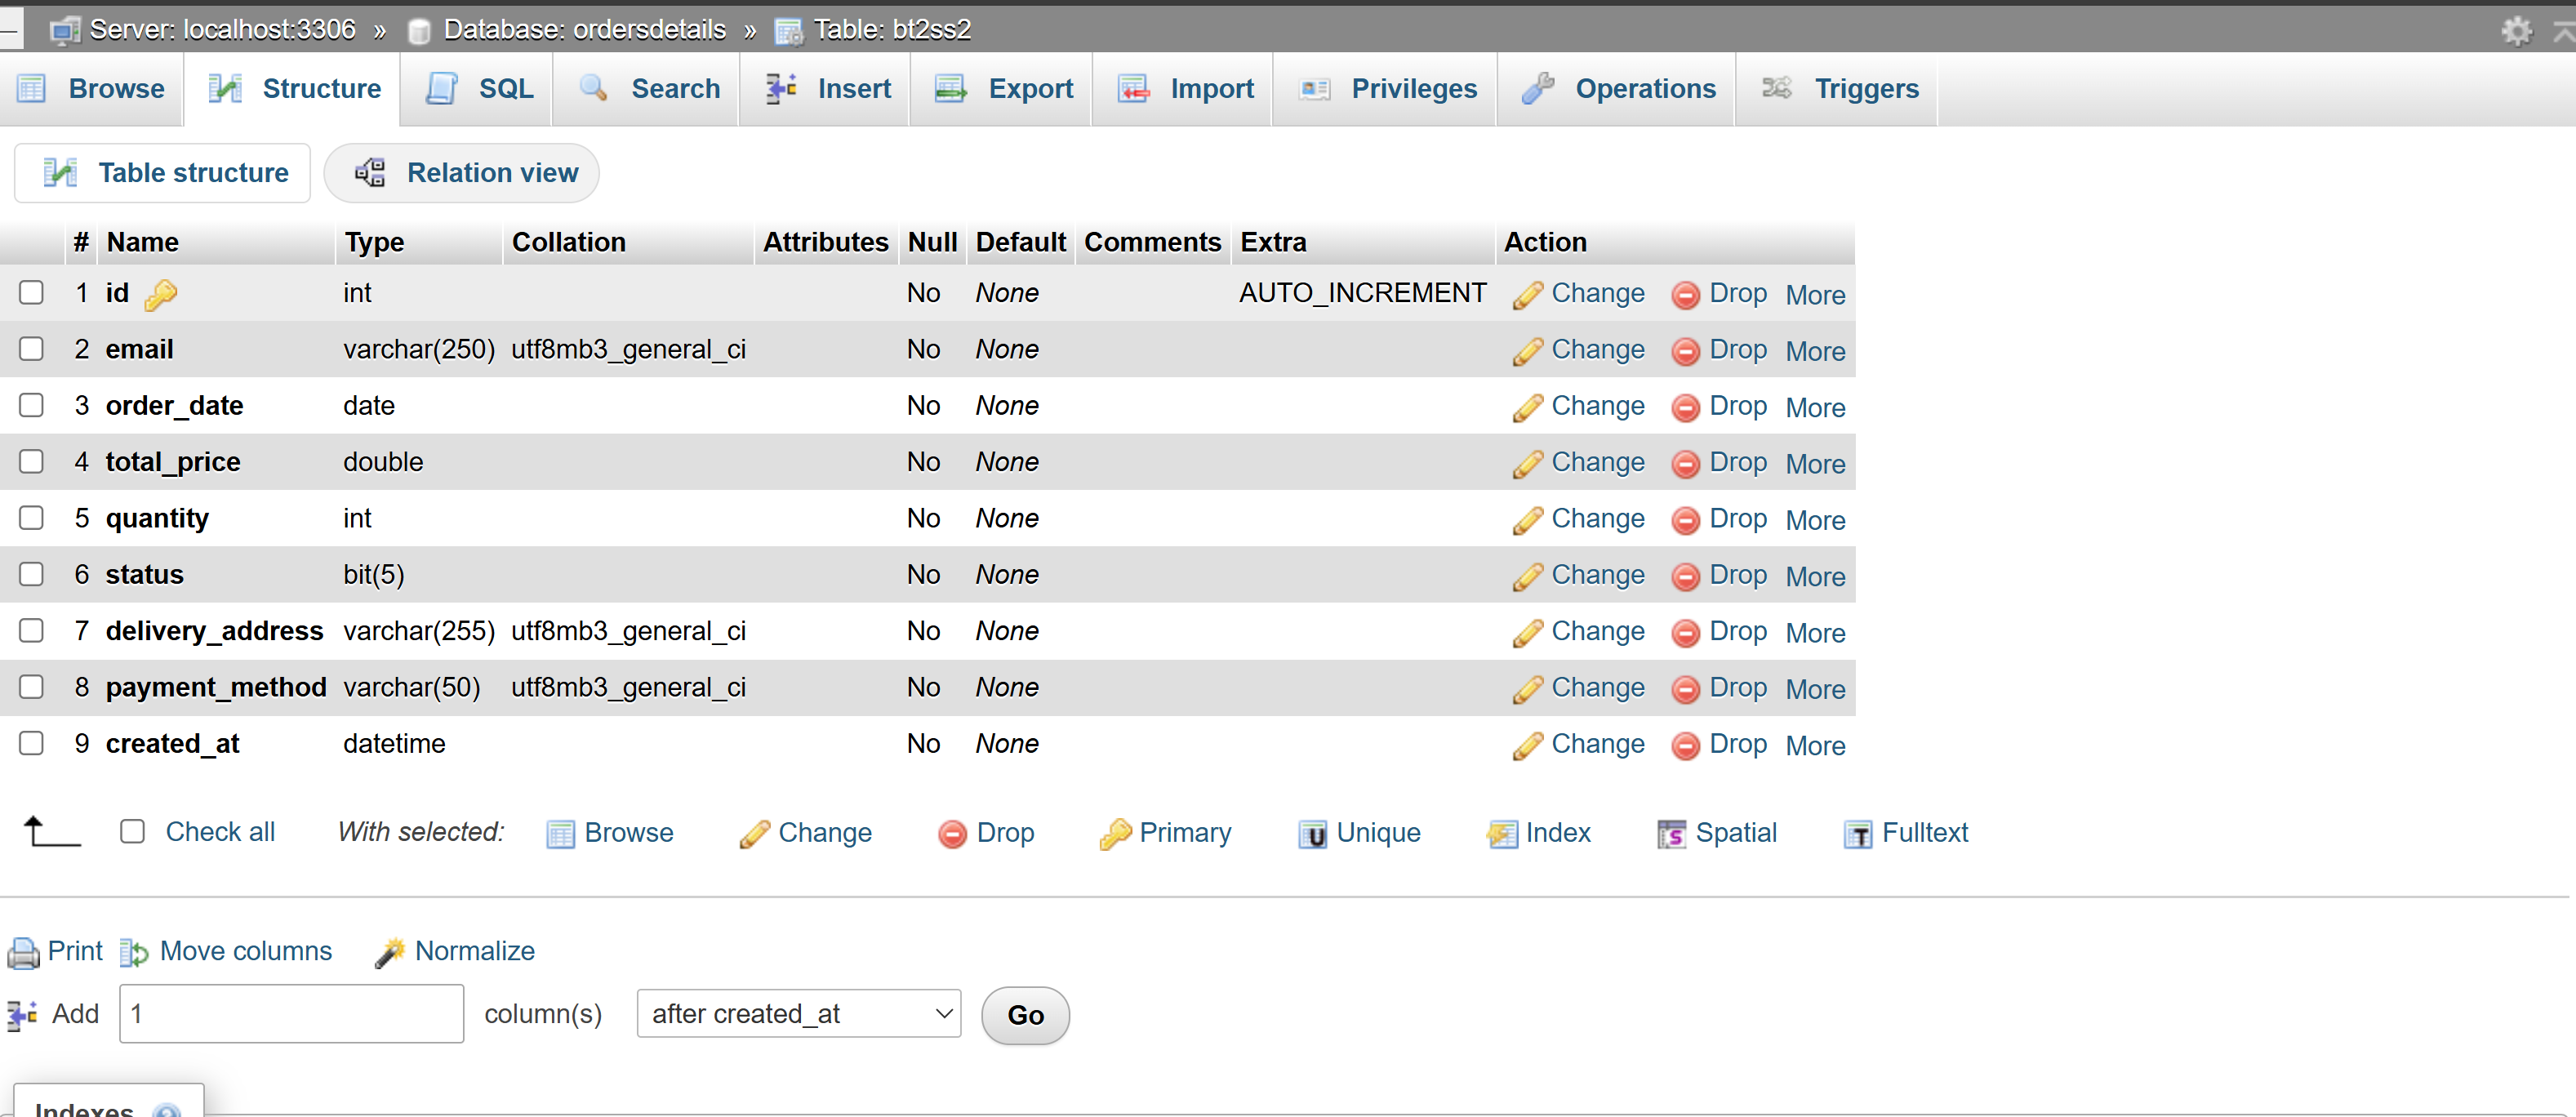 Server: localhost:3306 » Database: ordersdetails » Table: bt2ss2
Browse Structure SQL Search Insert Export Import Privileges Operations Triggers
Table structure Relation view
# Name Type Collation Attributes Null Default Comments Extra Action
1 id int No None AUTO_INCREMENT Change Drop More
2 email varchar(250) utf8mb3_general_ci No None Change Drop More
3 order_date date No None Change Drop More
4 total_price double No None Change Drop More
5 quantity int No None Change Drop More
6 status bit(5) No None Change Drop More
7 delivery_address varchar(255) utf8mb3_general_ci No None Change Drop More
8 payment_method varchar(50) utf8mb3_general_ci No None Change Drop More
9 created_at datetime No None Change Drop More
Check all With selected: Browse Change Drop Primary Unique Index Spatial Fulltext
Print Move columns Normalize
Add 1 column(s) after created_at Go
Indexes